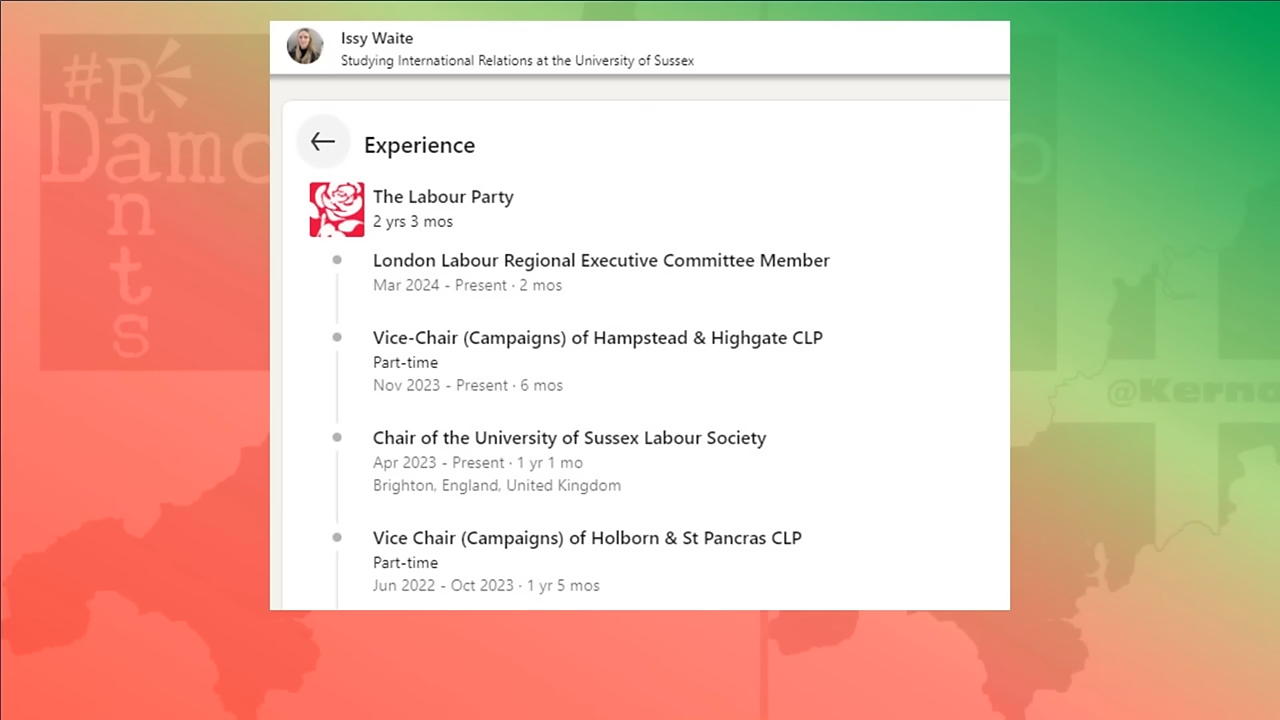 Issy Waite
Studying International Relations at the University of Sussex
Experience
The Labour Party
2 yrs 3 mos
London Labour Regional Executive Committee Member
Mar 2024 - Present · 2 mos
Vice-Chair (Campaigns) of Hampstead & Highgate CLP
Part-time
Nov 2023 - Present · 6 mos
Chair of the University of Sussex Labour Society
Apr 2023 - Present · 1 yr 1 mo
Brighton, England, United Kingdom
Vice Chair (Campaigns) of Holborn & St Pancras CLP
Part-time
Jun 2022 - Oct 2023 · 1 yr 5 mos
#R
Damo
a
n
t
s
@Kerno